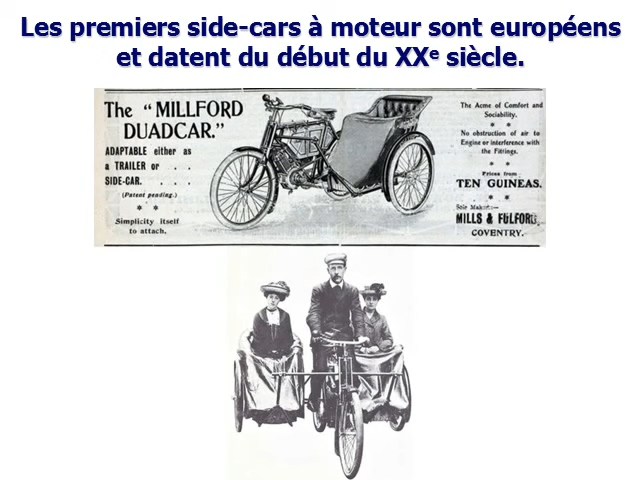 Les premiers side-cars à moteur sont européens
et datent du début du XXe siècle.
The “MILLFORD
DUADCAR.”
ADAPTABLE either as
a TRAILER or . . .
SIDE-CAR. . . . .
(Patent pending.)
* *
Simplicity itself
to attach.
The Acme of Comfort and
Sociability.
* *
No obstruction of air to
Engine or interference with
the Fittings.
* *
Prices from
TEN GUINEAS.
* *
Sole Makers:—
MILLS & FULFORD,
COVENTRY.